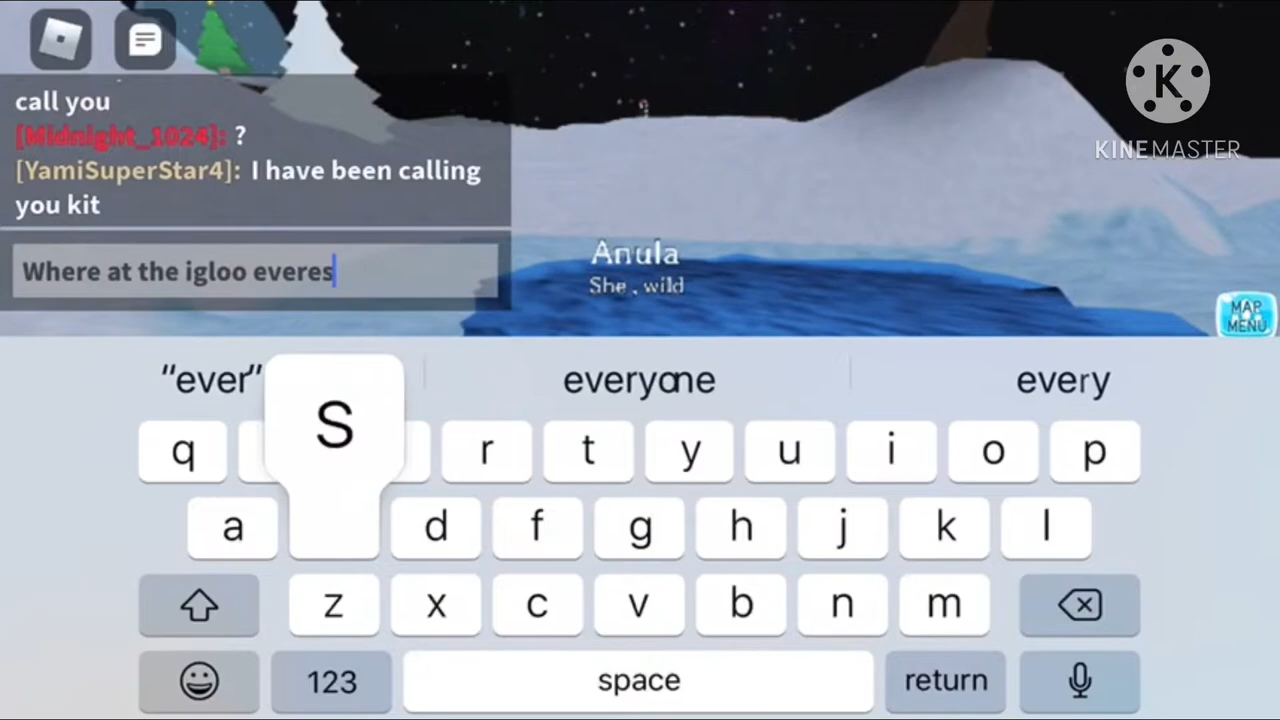 call you
[Midnight_1024]: ?
[YamiSuperStar4]: I have been calling
you kit
Where at the igloo everes
Anula
She , wild
K
KINEMASTER
MAP
MENU
"ever"
everyone
every
S
q r t y u i o p
a d f g h j k l
z x c v b n m
123 space return